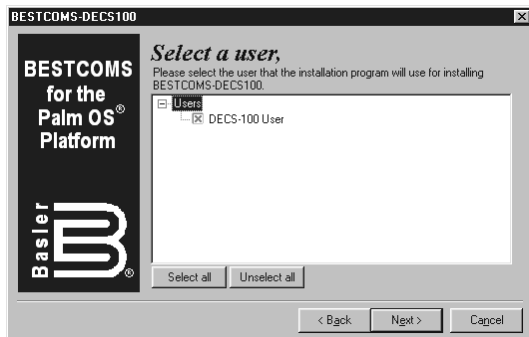 BESTCOMS-DECS100
BESTCOMS
for the
Palm OS®
Platform
Basler
®
Select a user,
Please select the user that the installation program will use for installing
BESTCOMS-DECS100.
Users
DECS-100 User
Select all
Unselect all
< Back
Next >
Cancel